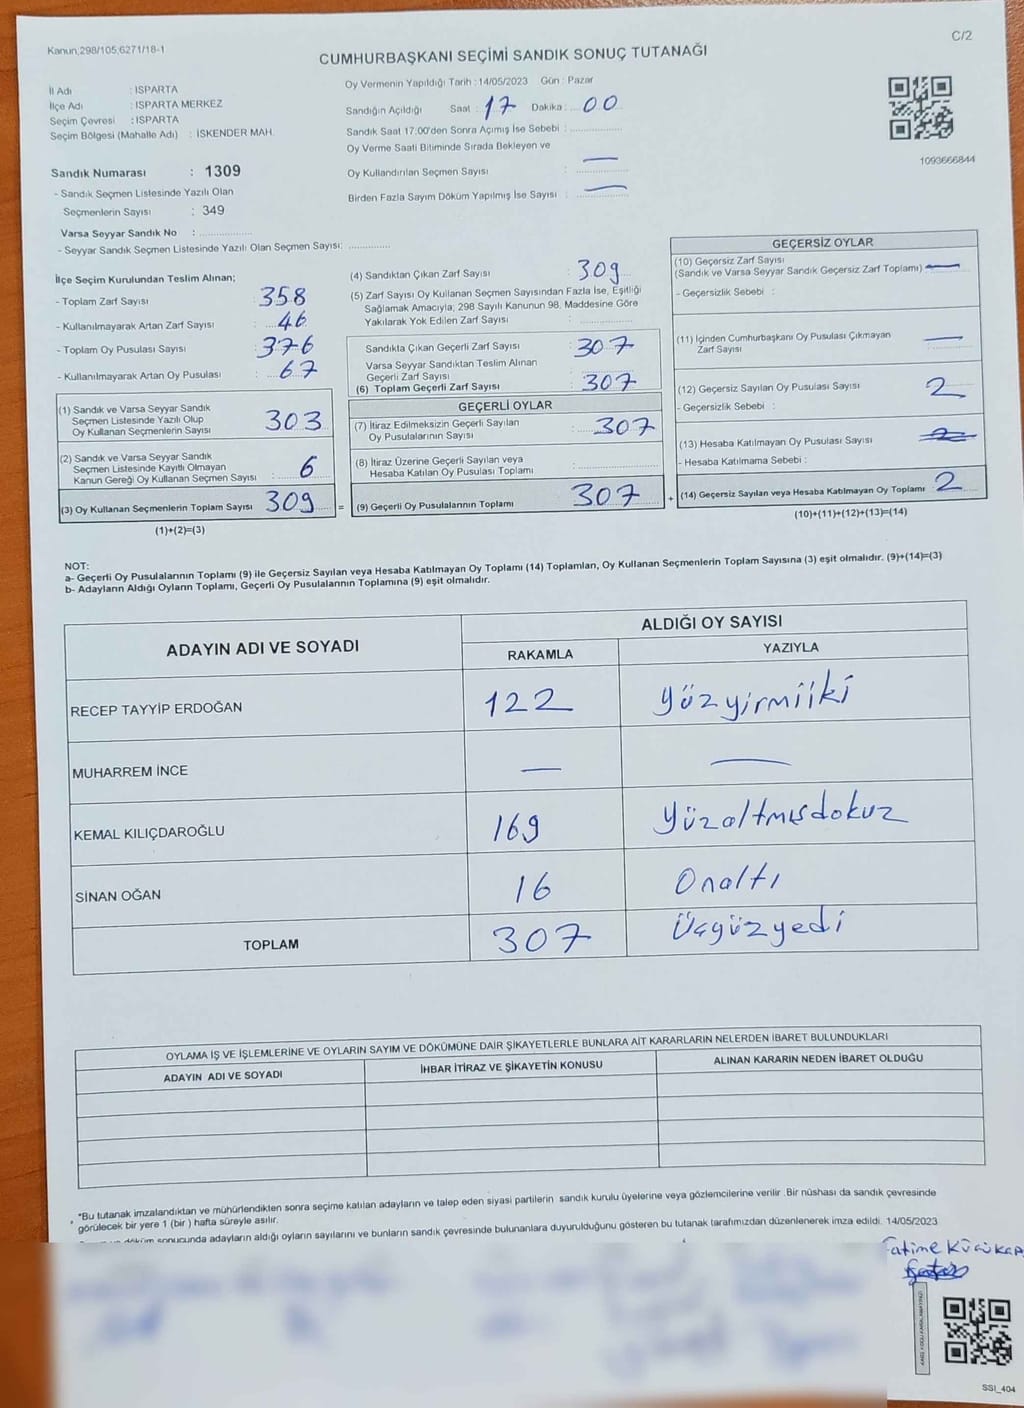 Kanun;298/105,6271/18-1
C/2
CUMHURBAŞKANI SEÇİMİ SANDIK SONUÇ TUTANAĞI
İl Adı : ISPARTA
İlçe Adı : ISPARTA MERKEZ
Seçim Çevresi : ISPARTA
Seçim Bölgesi (Mahalle Adı) : İSKENDER MAH.
Sandık Numarası : 1309
- Sandık Seçmen Listesinde Yazılı Olan
Seçmenlerin Sayısı : 349
Varsa Seyyar Sandık No : ..............
- Seyyar Sandık Seçmen Listesinde Yazılı Olan Seçmen Sayısı: ............
Oy Vermenin Yapıldığı Tarih : 14/05/2023 Gün : Pazar
Sandığın Açıldığı Saat : 17 Dakika : 00
Sandık Saat 17:00'den Sonra Açılmış İse Sebebi : ..............
Oy Verme Saati Bitiminde Sırada Bekleyen ve
Oy Kullandırılan Seçmen Sayısı : —
Birden Fazla Sayım Döküm Yapılmış İse Sayısı : —
1093666844
İlçe Seçim Kurulundan Teslim Alınan;
- Toplam Zarf Sayısı : 358
- Kullanılmayarak Artan Zarf Sayısı : 46
- Toplam Oy Pusulası Sayısı : 376
- Kullanılmayarak Artan Oy Pusulası : 67
(1) Sandık ve Varsa Seyyar Sandık
Seçmen Listesinde Yazılı Olup
Oy Kullanan Seçmenlerin Sayısı 303
(2) Sandık ve Varsa Seyyar Sandık
Seçmen Listesinde Kayıtlı Olmayan
Kanun Gereği Oy Kullanan Seçmen Sayısı : 6
(3) Oy Kullanan Seçmenlerin Toplam Sayısı 309 =
(1)+(2)=(3)
(4) Sandıktan Çıkan Zarf Sayısı : 309
(5) Zarf Sayısı Oy Kullanan Seçmen Sayısından Fazla İse, Eşitliği
Sağlamak Amacıyla; 298 Sayılı Kanunun 98. Maddesine Göre
Yakılarak Yok Edilen Zarf Sayısı : ..............
Sandıkta Çıkan Geçerli Zarf Sayısı : 307
Varsa Seyyar Sandıktan Teslim Alınan
Geçerli Zarf Sayısı :
(6) Toplam Geçerli Zarf Sayısı : 307
GEÇERLİ OYLAR
(7) İtiraz Edilmeksizin Geçerli Sayılan
Oy Pusulalarının Sayısı : 307
(8) İtiraz Üzerine Geçerli Sayılan veya
Hesaba Katılan Oy Pusulası Toplamı : ..............
(9) Geçerli Oy Pusulalarının Toplamı 307 +
GEÇERSİZ OYLAR
(10) Geçersiz Zarf Sayısı
(Sandık ve Varsa Seyyar Sandık Geçersiz Zarf Toplamı) —
- Geçersizlik Sebebi :
(11) İçinden Cumhurbaşkanı Oy Pusulası Çıkmayan
Zarf Sayısı : —
(12) Geçersiz Sayılan Oy Pusulası Sayısı : 2
- Geçersizlik Sebebi :
(13) Hesaba Katılmayan Oy Pusulası Sayısı :
- Hesaba Katılmama Sebebi :
(14) Geçersiz Sayılan veya Hesaba Katılmayan Oy Toplamı 2
(10)+(11)+(12)+(13)=(14)
NOT:
a- Geçerli Oy Pusulalarının Toplamı (9) ile Geçersiz Sayılan veya Hesaba Katılmayan Oy Toplamı (14) Toplamları, Oy Kullanan Seçmenlerin Toplam Sayısına (3) eşit olmalıdır. (9)+(14)=(3)
b- Adayların Aldığı Oyların Toplamı, Geçerli Oy Pusulalarının Toplamına (9) eşit olmalıdır.
ADAYIN ADI VE SOYADI
ALDIĞI OY SAYISI
RAKAMLA YAZIYLA
RECEP TAYYİP ERDOĞAN 122 yüzyirmiiki
MUHARREM İNCE — —
KEMAL KILIÇDAROĞLU 169 yüzaltmışdokuz
SİNAN OĞAN 16 Onaltı
TOPLAM 307 Üçyüzyedi
OYLAMA İŞ VE İŞLEMLERİNE VE OYLARIN SAYIM VE DÖKÜMÜNE DAİR ŞİKAYETLERLE BUNLARA AİT KARARLARIN NELERDEN İBARET BULUNDUKLARI
ADAYIN ADI VE SOYADI İHBAR İTİRAZ VE ŞİKAYETİN KONUSU ALINAN KARARIN NEDEN İBARET OLDUĞU
*Bu tutanak imzalandıktan ve mühürlendikten sonra seçime katılan adayların ve talep eden siyasi partilerin sandık kurulu üyelerine veya gözlemcilerine verilir. Bir nüshası da sandık çevresinde
görülecek bir yere 1 (bir ) hafta süreyle asılır.
döküm sonucunda adayların aldığı oyların sayılarını ve bunların sandık çevresinde bulunanlara duyurulduğunu gösteren bu tutanak tarafımızdan düzenlenerek imza edildi. 14/05/2023
SSI_404